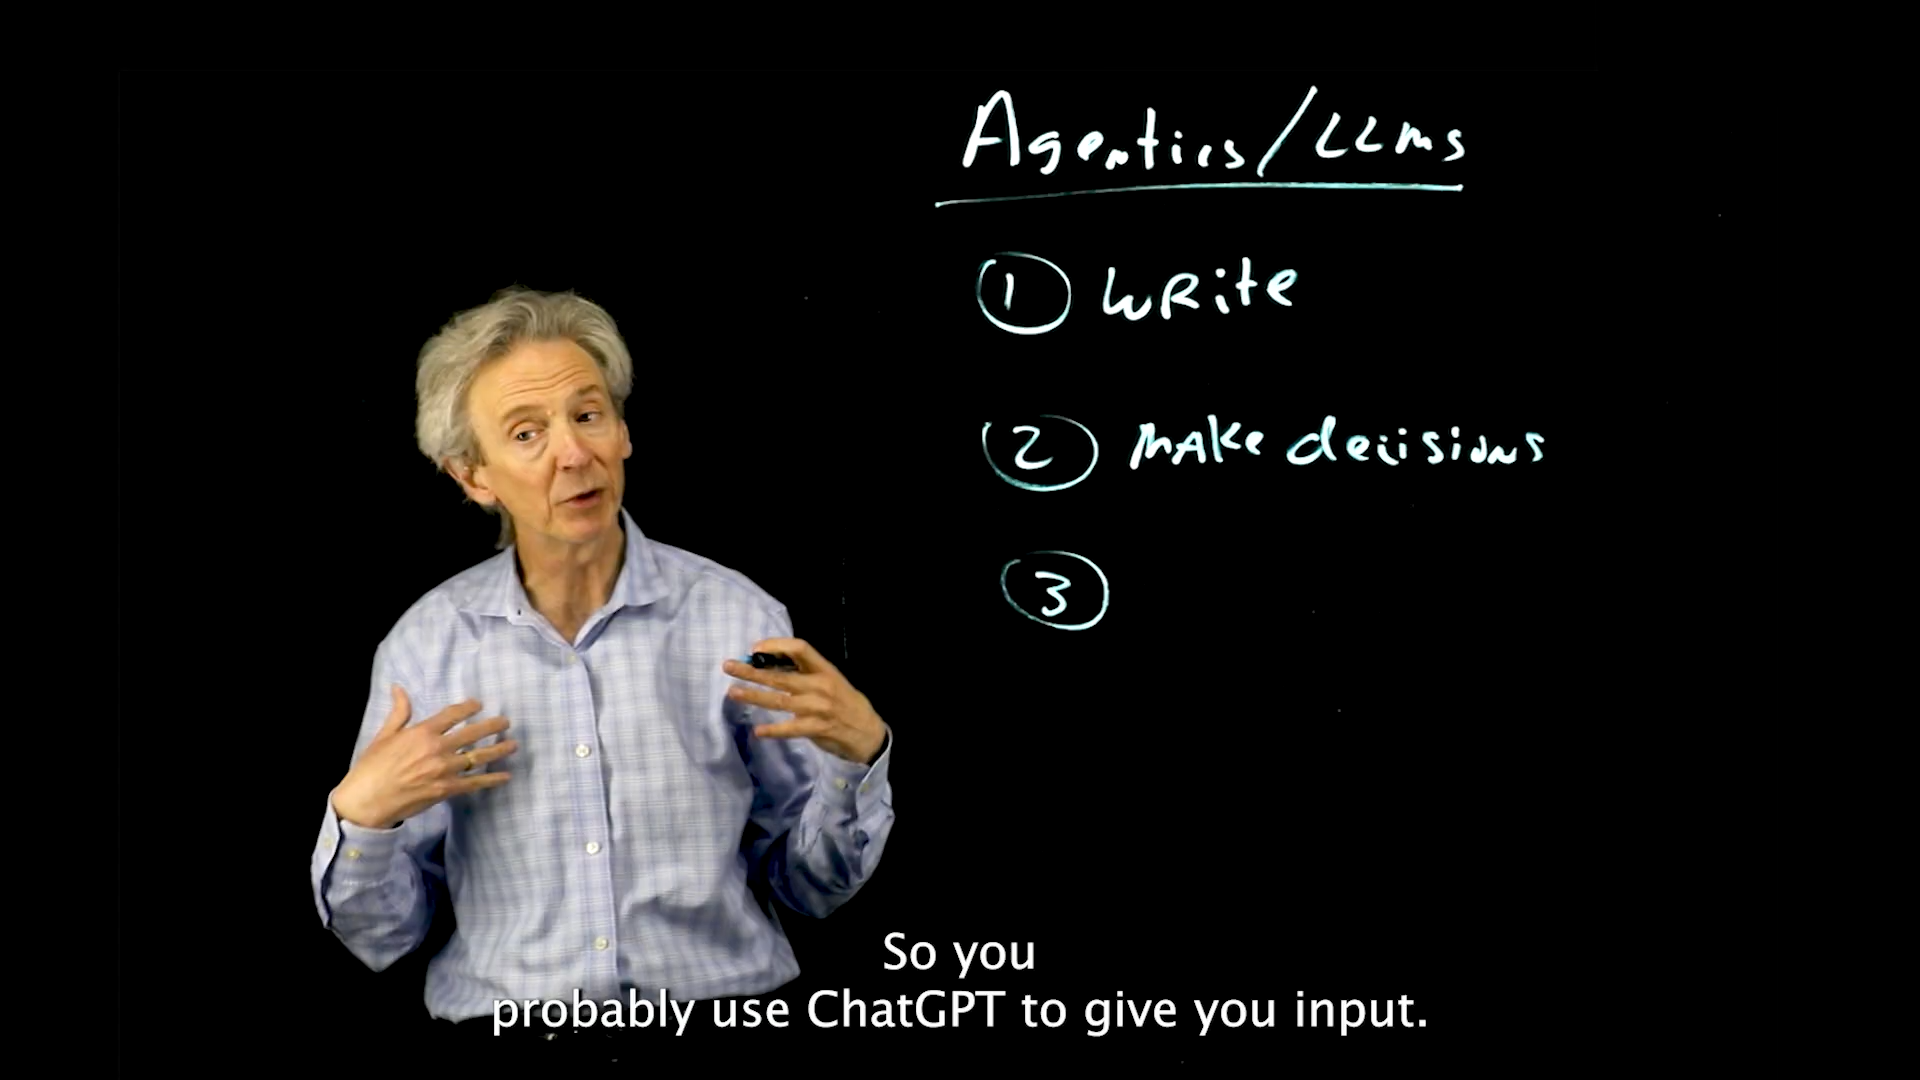 Agentics/LLMs
1 WRite
2 MAke decisions
3
So you
probably use ChatGPT to give you input.